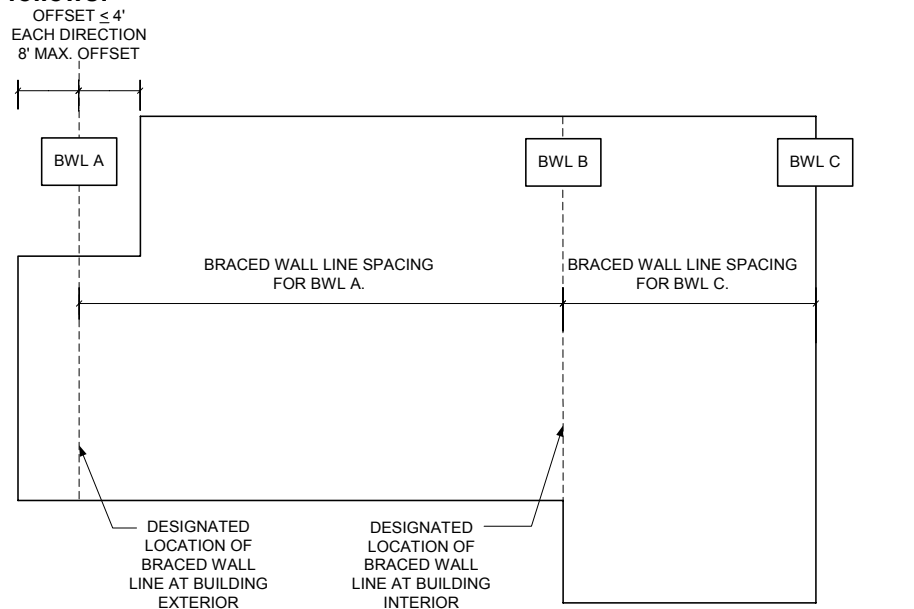 OFFSET ≤ 4'
EACH DIRECTION
8' MAX. OFFSET
BWL A
BWL B
BWL C
BRACED WALL LINE SPACING
FOR BWL A.
BRACED WALL LINE SPACING
FOR BWL C.
DESIGNATED
LOCATION OF
BRACED WALL
LINE AT BUILDING
EXTERIOR
DESIGNATED
LOCATION OF
BRACED WALL
LINE AT BUILDING
INTERIOR